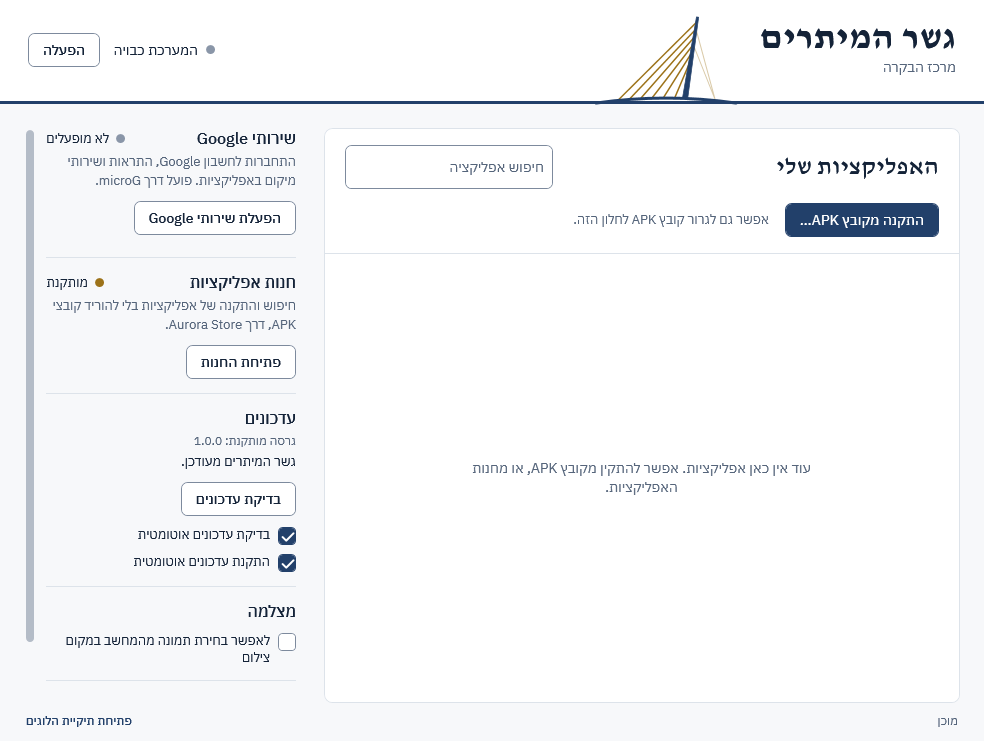 גשר המיתרים
מרכז הבקרה
המערכת כבויה
הפעלה
האפליקציות שלי
חיפוש אפליקציה
התקנה מקובץ APK...
אפשר גם לגרור קובץ APK לחלון הזה.
עוד אין כאן אפליקציות. אפשר להתקין מקובץ APK, או מחנות
האפליקציות.
שירותי Google
לא מופעלים
התחברות לחשבון Google, התראות ושירותי
מיקום באפליקציות. פועל דרך microG.
הפעלת שירותי Google
חנות אפליקציות
מותקנת
חיפוש והתקנה של אפליקציות בלי להוריד קובצי
APK, דרך Aurora Store.
פתיחת החנות
עדכונים
גרסה מותקנת: 1.0.0
גשר המיתרים מעודכן.
בדיקת עדכונים
בדיקת עדכונים אוטומטית
התקנת עדכונים אוטומטית
מצלמה
לאפשר בחירת תמונה מהמחשב במקום
צילום
מוכן
פתיחת תיקיית הלוגים